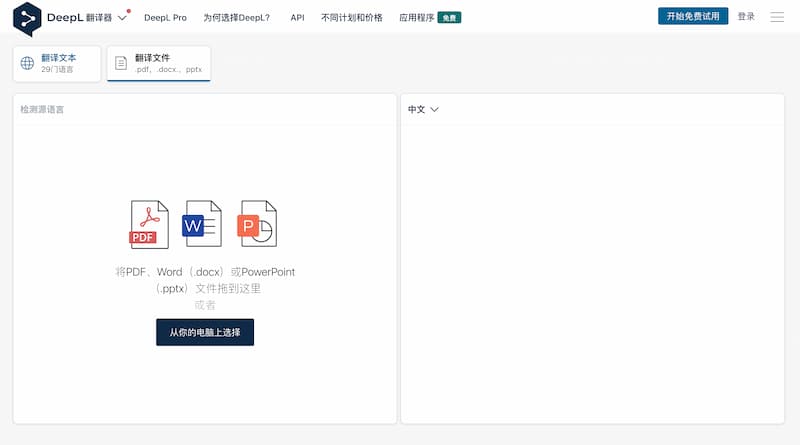 DeepL 翻译器
DeepL Pro
为何选择DeepL?
API
不同计划和价格
应用程序 免费
开始免费试用
登录
翻译文本
29门语言
翻译文件
.pdf, .docx., pptx
检测源语言
中文
PDF
W
P
将PDF、Word（.docx）或PowerPoint
（.pptx）文件拖到这里
或者
从你的电脑上选择